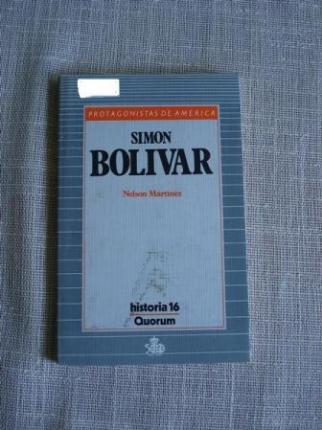 PROTAGONISTAS DE AMERICA
SIMON
BOLIVAR
Nelson Martínez
historia 16
Quorum